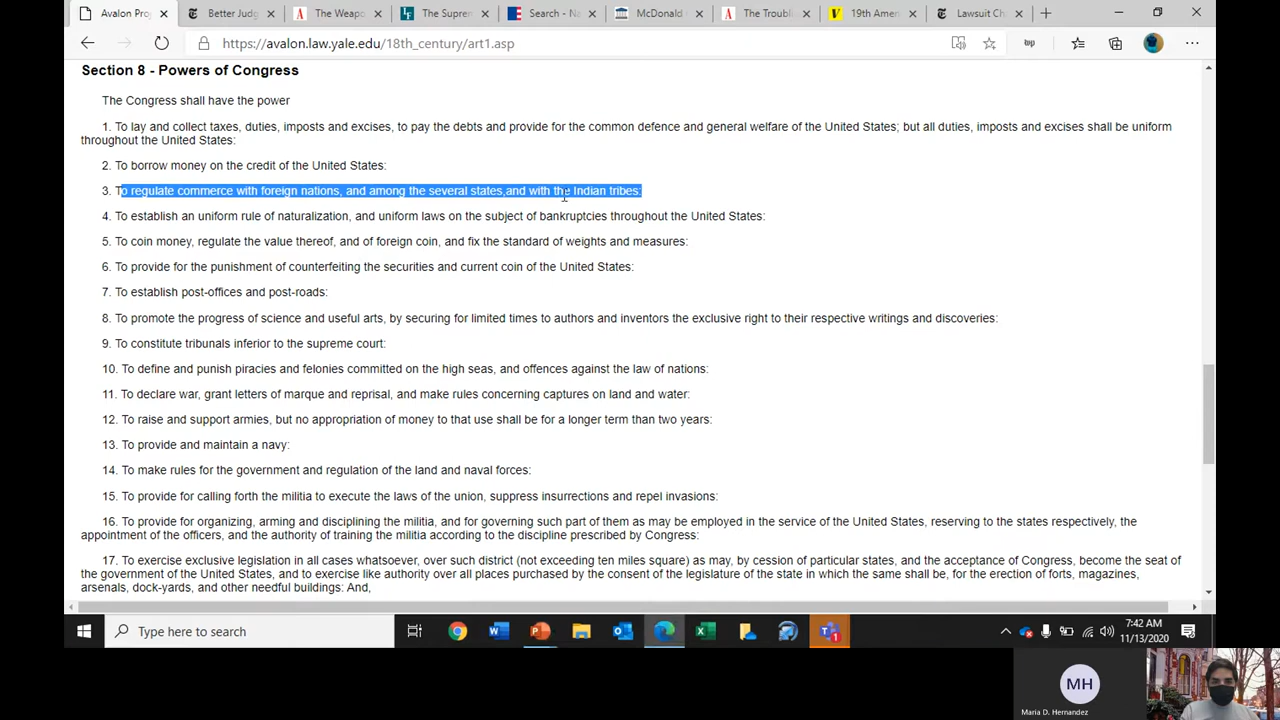 Avalon Pro
Better Judg
The Weapo
The Suprem
Search - No
McDonald
The Troubli
19th Amen
Lawsuit Ch
https://avalon.law.yale.edu/18th_century/art1.asp
Section 8 - Powers of Congress
The Congress shall have the power
1. To lay and collect taxes, duties, imposts and excises, to pay the debts and provide for the common defence and general welfare of the United States; but all duties, imposts and excises shall be uniform
throughout the United States:
2. To borrow money on the credit of the United States:
3. To regulate commerce with foreign nations, and among the several states,and with the Indian tribes:
4. To establish an uniform rule of naturalization, and uniform laws on the subject of bankruptcies throughout the United States:
5. To coin money, regulate the value thereof, and of foreign coin, and fix the standard of weights and measures:
6. To provide for the punishment of counterfeiting the securities and current coin of the United States:
7. To establish post-offices and post-roads:
8. To promote the progress of science and useful arts, by securing for limited times to authors and inventors the exclusive right to their respective writings and discoveries:
9. To constitute tribunals inferior to the supreme court:
10. To define and punish piracies and felonies committed on the high seas, and offences against the law of nations:
11. To declare war, grant letters of marque and reprisal, and make rules concerning captures on land and water:
12. To raise and support armies, but no appropriation of money to that use shall be for a longer term than two years:
13. To provide and maintain a navy:
14. To make rules for the government and regulation of the land and naval forces:
15. To provide for calling forth the militia to execute the laws of the union, suppress insurrections and repel invasions:
16. To provide for organizing, arming and disciplining the militia, and for governing such part of them as may be employed in the service of the United States, reserving to the states respectively, the
appointment of the officers, and the authority of training the militia according to the discipline prescribed by Congress:
17. To exercise exclusive legislation in all cases whatsoever, over such district (not exceeding ten miles square) as may, by cession of particular states, and the acceptance of Congress, become the seat of
the government of the United States, and to exercise like authority over all places purchased by the consent of the legislature of the state in which the same shall be, for the erection of forts, magazines,
arsenals, dock-yards, and other needful buildings: And,
Type here to search
7:42 AM
11/13/2020
MH
Maria D. Hernandez